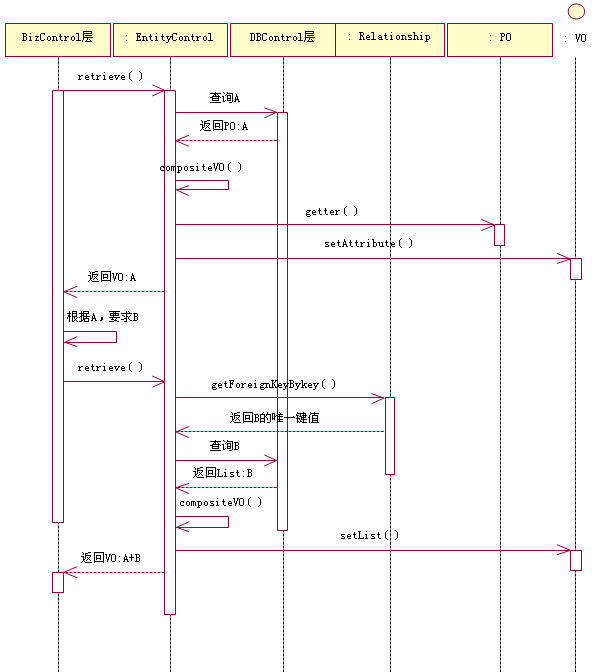 BizControl层
: EntityControl
DBControl层
: Relationship
: PO
: VO
retrieve( )
查询A
返回PO:A
compositeVO( )
getter( )
setAttribute( )
返回VO:A
根据A，要求B
retrieve( )
getForeignKeyBykey( )
返回B的唯一键值
查询B
返回List:B
compositeVO( )
setList( )
返回VO:A+B